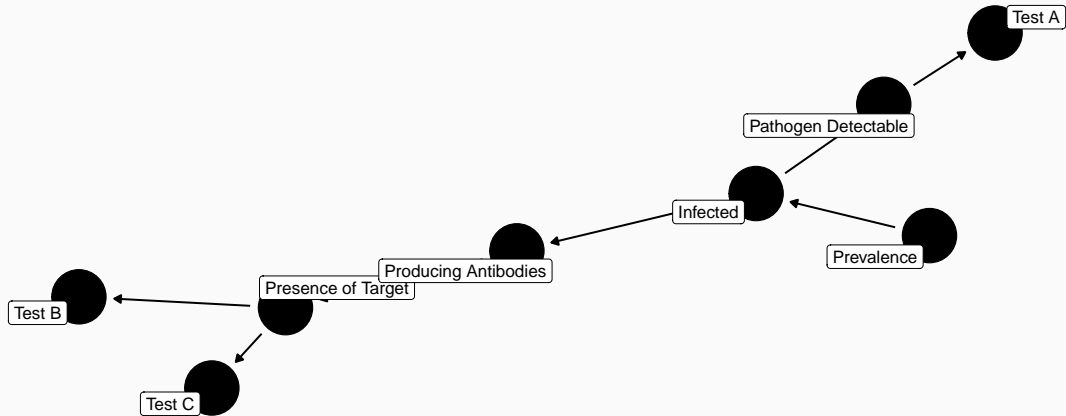 Test A
Pathogen Detectable
Infected
Prevalence
Producing Antibodies
Presence of Target
Test B
Test C